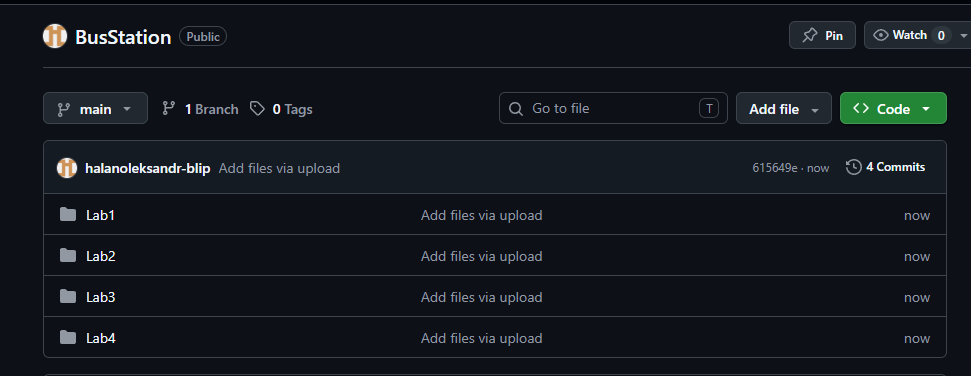 BusStation Public Pin Watch 0
main 1 Branch 0 Tags Go to file T Add file Code
halanoleksandr-blip Add files via upload 615649e · now 4 Commits
Lab1 Add files via upload now
Lab2 Add files via upload now
Lab3 Add files via upload now
Lab4 Add files via upload now